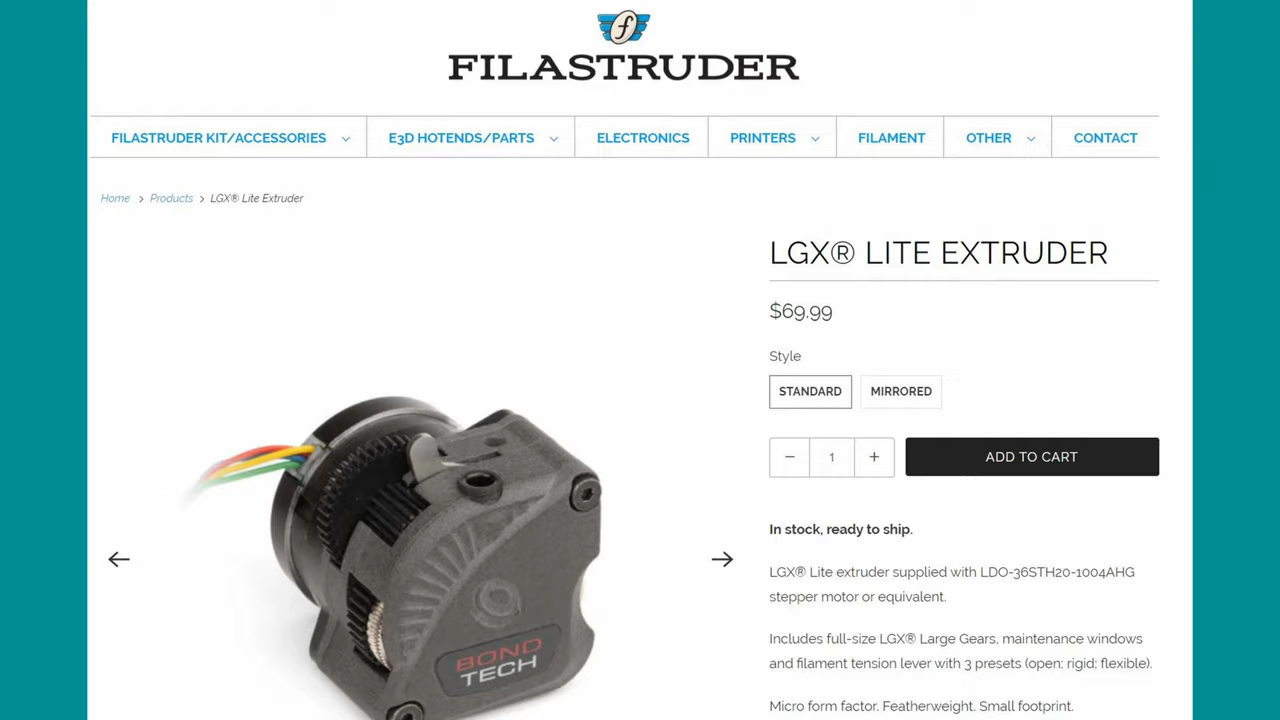 f
FILASTRUDER
FILASTRUDER KIT/ACCESSORIES
E3D HOTENDS/PARTS
ELECTRONICS
PRINTERS
FILAMENT
OTHER
CONTACT
Home > Products > LGX® Lite Extruder
LGX® LITE EXTRUDER
$69.99
Style
STANDARD
MIRRORED
− 1 +
ADD TO CART
In stock, ready to ship.
LGX® Lite extruder supplied with LDO-36STH20-1004AHG
stepper motor or equivalent.
Includes full-size LGX® Large Gears, maintenance windows
and filament tension lever with 3 presets (open; rigid; flexible).
Micro form factor. Featherweight. Small footprint.
BOND
TECH